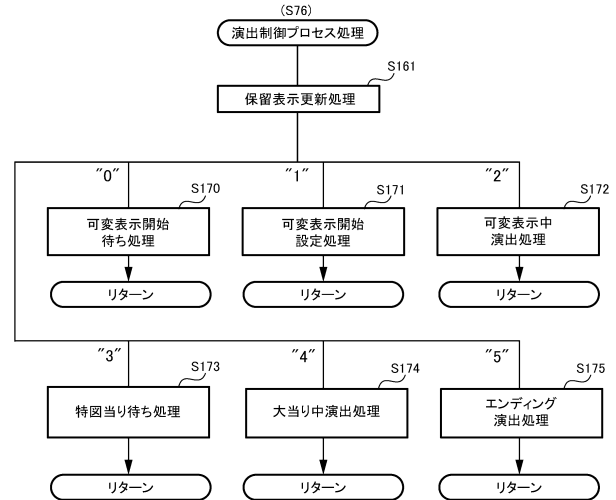 (S76)
演出制御プロセス処理
S161
保留表示更新処理
"0"
"1"
"2"
S170
S171
S172
可変表示開始
待ち処理
可変表示開始
設定処理
可変表示中
演出処理
リターン
リターン
リターン
"3"
"4"
"5"
S173
S174
S175
特図当り待ち処理
大当り中演出処理
エンディング
演出処理
リターン
リターン
リターン